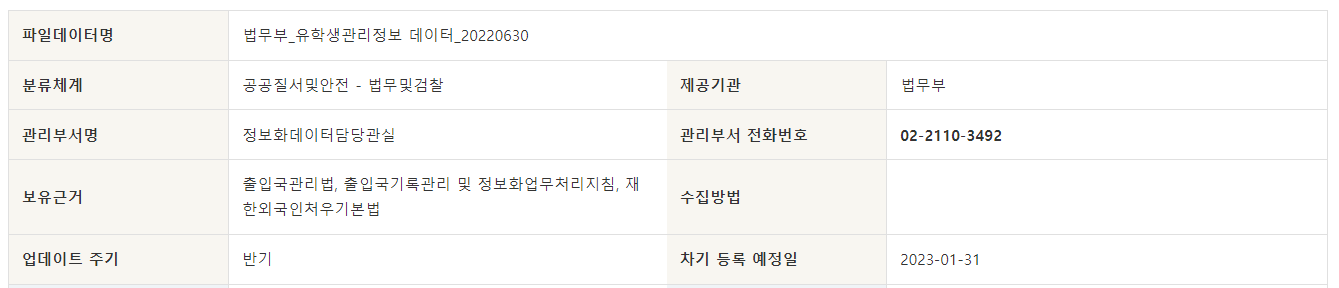 파일데이터명 법무부_유학생관리정보 데이터_20220630
분류체계 공공질서및안전 - 법무및검찰 제공기관 법무부
관리부서명 정보화데이터담당관실 관리부서 전화번호 02-2110-3492
보유근거 출입국관리법, 출입국기록관리 및 정보화업무처리지침, 재
한외국인처우기본법 수집방법
업데이트 주기 반기 차기 등록 예정일 2023-01-31